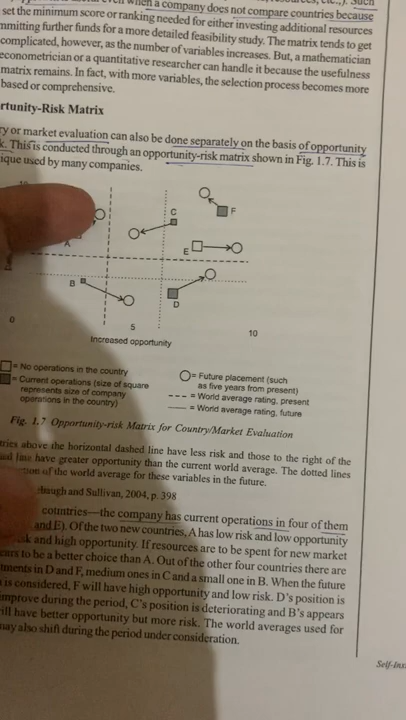 when a company does not compare countries because
set the minimum score or ranking needed for either investing additional resources
mmitting further funds for a more detailed feasibility study. The matrix tends to get
complicated, however, as the number of variables increases. But, a mathematician
econometrician or a quantitative researcher can handle it because the usefulness
matrix remains. In fact, with more variables, the selection process becomes more
based or comprehensive.
rtunity-Risk Matrix
ry or market evaluation can also be done separately on the basis of opportunity
k. This is conducted through an opportunity-risk matrix shown in Fig. 1.7. This is
ique used by many companies.
C
F
A
E
B
D
0
5
10
Increased opportunity
= No operations in the country
= Current operations (size of square
represents size of company
operations in the country)
= Future placement (such
as five years from present)
--- = World average rating, present
= World average rating, future
Fig. 1.7 Opportunity-risk Matrix for Country/Market Evaluation
tries above the horizontal dashed line have less risk and those to the right of the
line have greater opportunity than the current world average. The dotted lines
tion of the world average for these variables in the future.
baugh and Sullivan, 2004, p. 398
countries—the company has current operations in four of them
and E). Of the two new countries, A has low risk and low opportunity
sk and high opportunity. If resources are to be spent for new market
ears to be a better choice than A. Out of the other four countries there are
tments in D and F, medium ones in C and a small one in B. When the future
is considered, F will have high opportunity and low risk. D's position is
improve during the period, C's position is deteriorating and B's appears
ill have better opportunity but more risk. The world averages used for
may also shift during the period under consideration.
Self-Ins